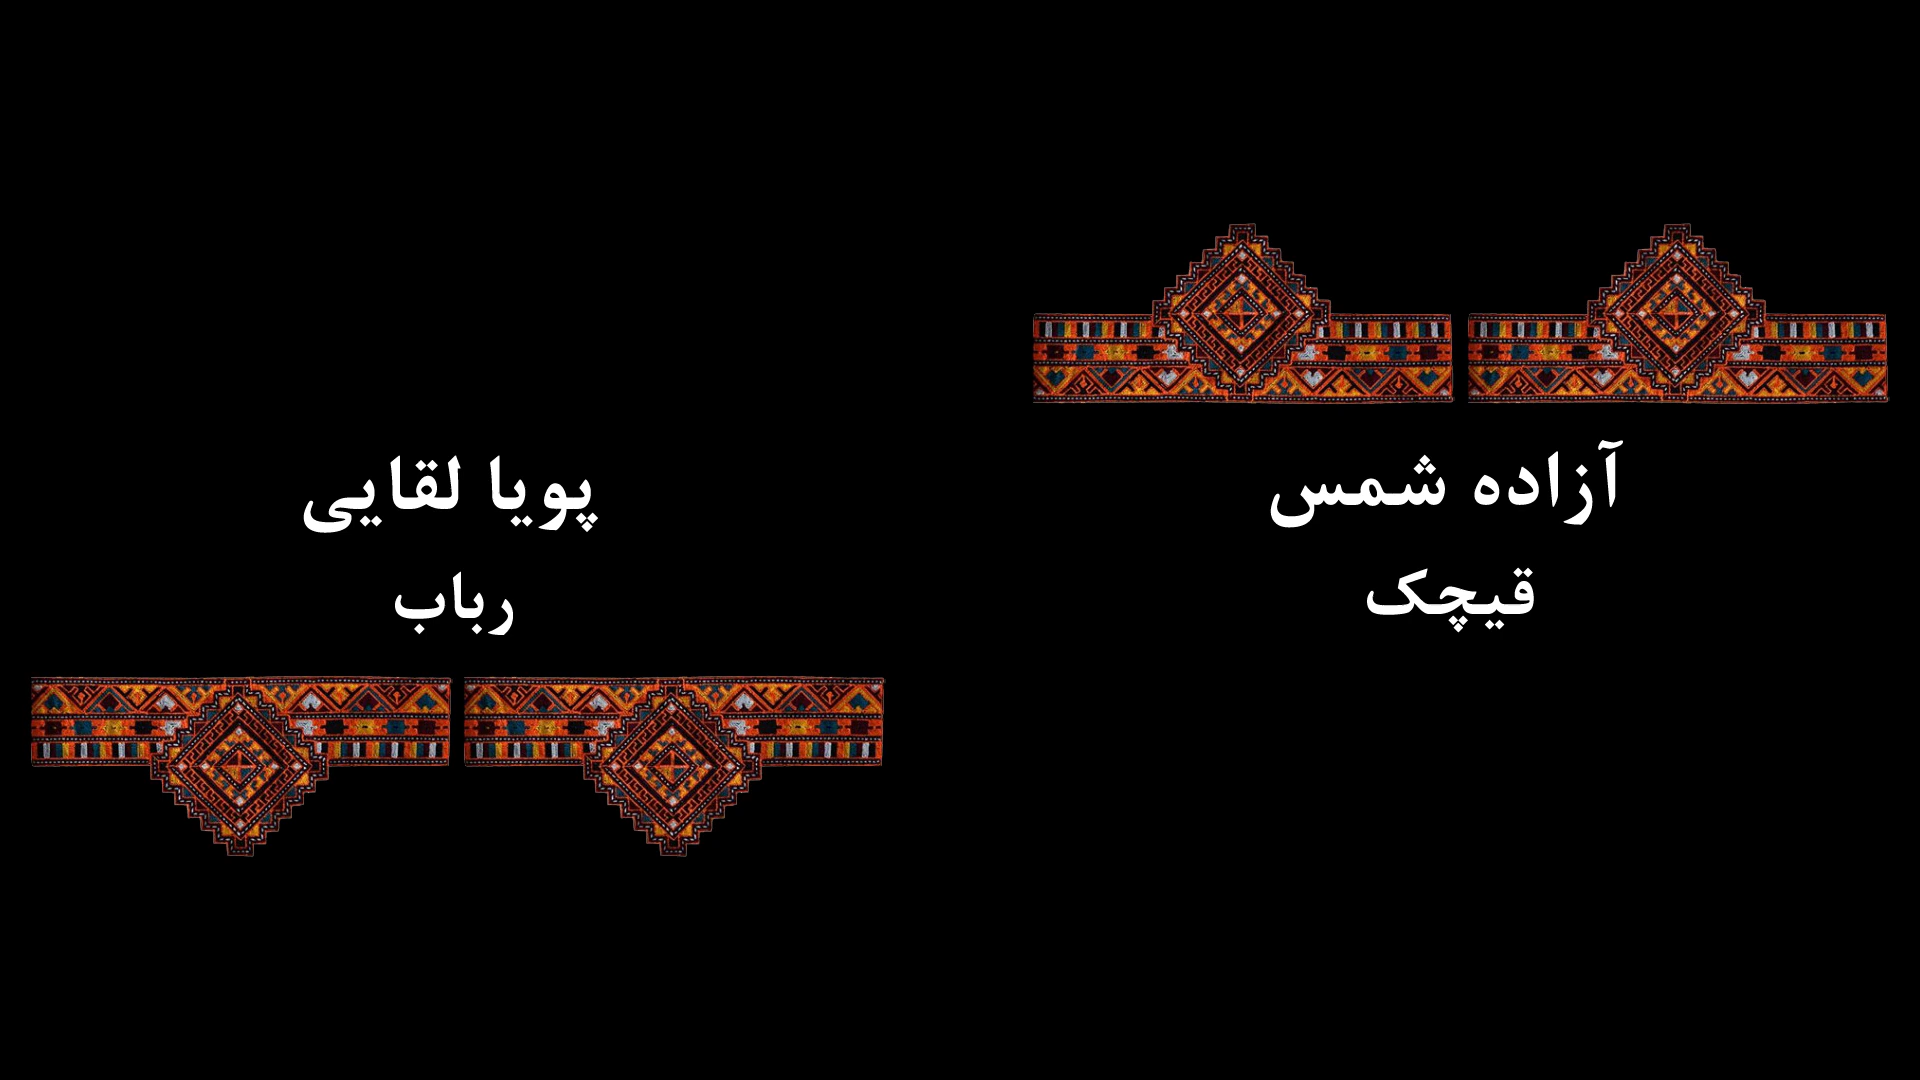 آزاده شمس
قیچک
پویا لقایی
رباب